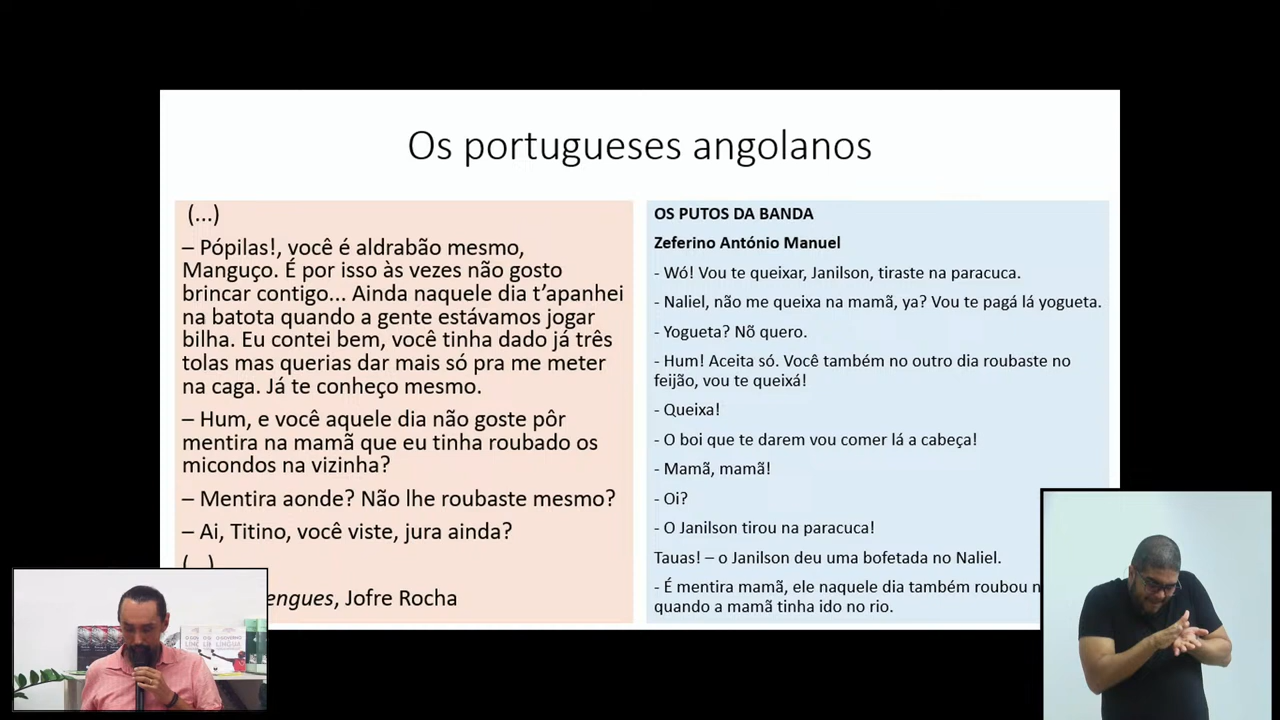 Os portugueses angolanos
(...)
– Pópilas!, você é aldrabão mesmo,
Manguço. É por isso às vezes não gosto
brincar contigo... Ainda naquele dia t’apanhei
na batota quando a gente estávamos jogar
bilha. Eu contei bem, você tinha dado já três
tolas mas querias dar mais só pra me meter
na caga. Já te conheço mesmo.
– Hum, e você aquele dia não goste pôr
mentira na mamã que eu tinha roubado os
micondos na vizinha?
– Mentira aonde? Não lhe roubaste mesmo?
– Ai, Titino, você viste, jura ainda?
(...)
engues, Jofre Rocha
OS PUTOS DA BANDA
Zeferino António Manuel
- Wó! Vou te queixar, Janilson, tiraste na paracuca.
- Naliel, não me queixa na mamã, ya? Vou te pagá lá yogueta.
- Yogueta? Nõ quero.
- Hum! Aceita só. Você também no outro dia roubaste no
feijão, vou te queixá!
- Queixa!
- O boi que te darem vou comer lá a cabeça!
- Mamã, mamã!
- Oi?
- O Janilson tirou na paracuca!
Tauas! – o Janilson deu uma bofetada no Naliel.
- É mentira mamã, ele naquele dia também roubou
quando a mamã tinha ido no rio.
O GOVERNO
LÍNGUA